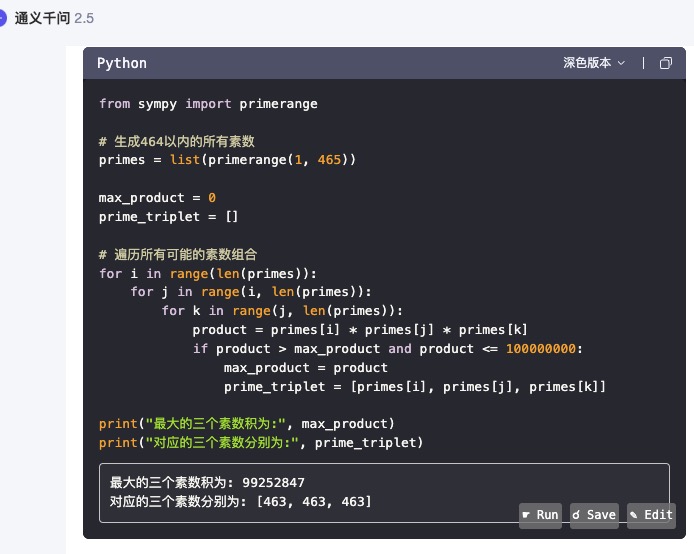 通义千问 2.5
Python
深色版本
from sympy import primerange
# 生成464以内的所有素数
primes = list(primerange(1, 465))
max_product = 0
prime_triplet = []
# 遍历所有可能的素数组合
for i in range(len(primes)):
    for j in range(i, len(primes)):
        for k in range(j, len(primes)):
            product = primes[i] * primes[j] * primes[k]
            if product > max_product and product <= 100000000:
                max_product = product
                prime_triplet = [primes[i], primes[j], primes[k]]
print("最大的三个素数积为:", max_product)
print("对应的三个素数分别为:", prime_triplet)
最大的三个素数积为: 99252847
对应的三个素数分别为: [463, 463, 463]
Run Save Edit